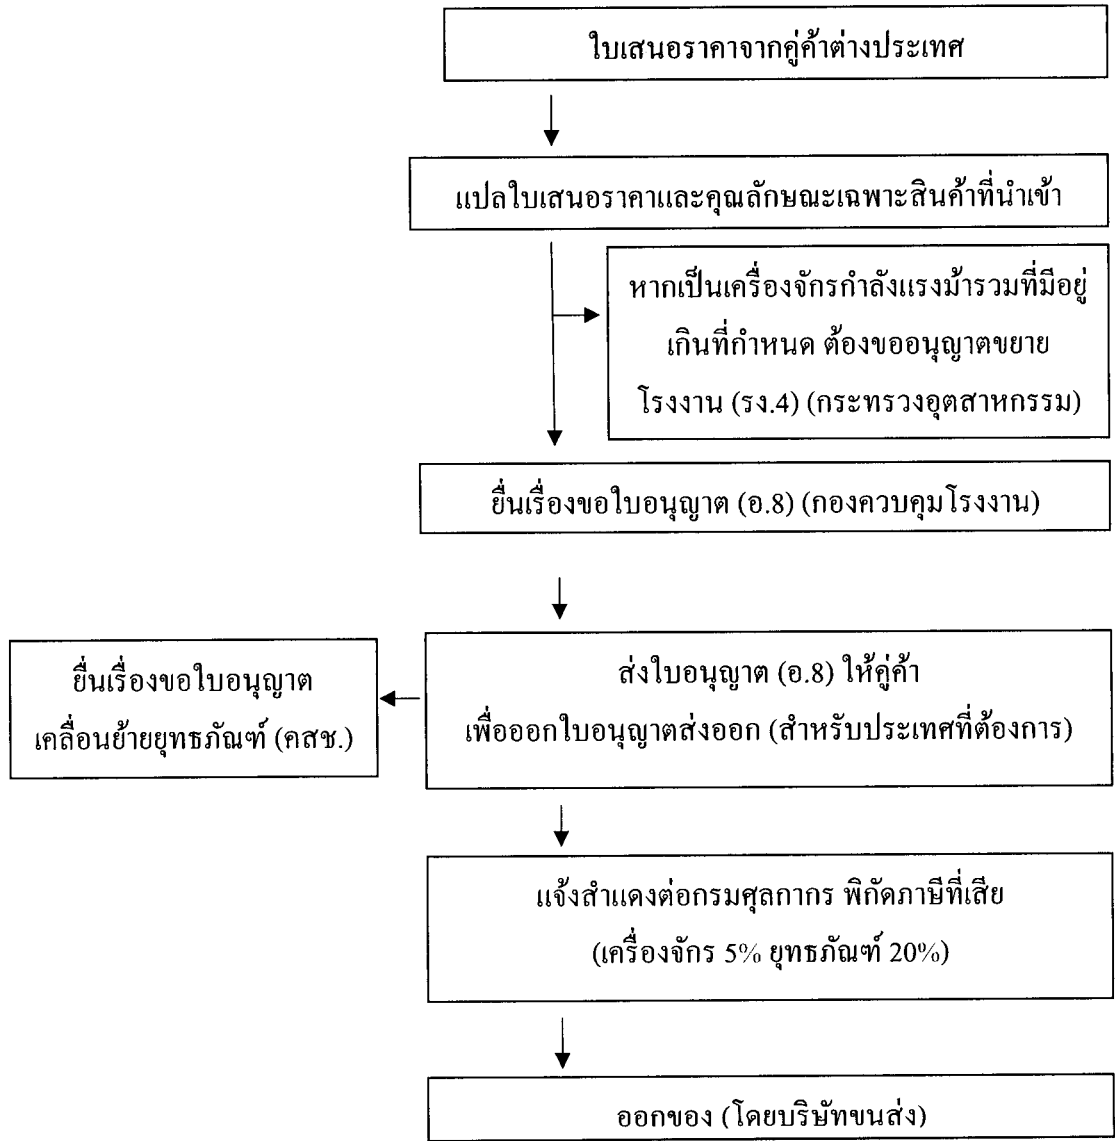 ใบเสนอราคาจากคู่ค้าต่างประเทศ
แปลใบเสนอราคาและคุณลักษณะเฉพาะสินค้าที่นำเข้า
หากเป็นเครื่องจักรกำลังแรงม้ารวมที่มีอยู่
เกินที่กำหนด ต้องขออนุญาตขยาย
โรงงาน (รง.4) (กระทรวงอุตสาหกรรม)
ยื่นเรื่องขอใบอนุญาต (อ.8) (กองควบคุมโรงงาน)
ส่งใบอนุญาต (อ.8) ให้คู่ค้า
เพื่อออกใบอนุญาตส่งออก (สำหรับประเทศที่ต้องการ)
ยื่นเรื่องขอใบอนุญาต
เคลื่อนย้ายยุทธภัณฑ์ (คสช.)
แจ้งสำแดงต่อกรมศุลกากร พิกัดภาษีที่เสีย
(เครื่องจักร 5% ยุทธภัณฑ์ 20%)
ออกของ (โดยบริษัทขนส่ง)